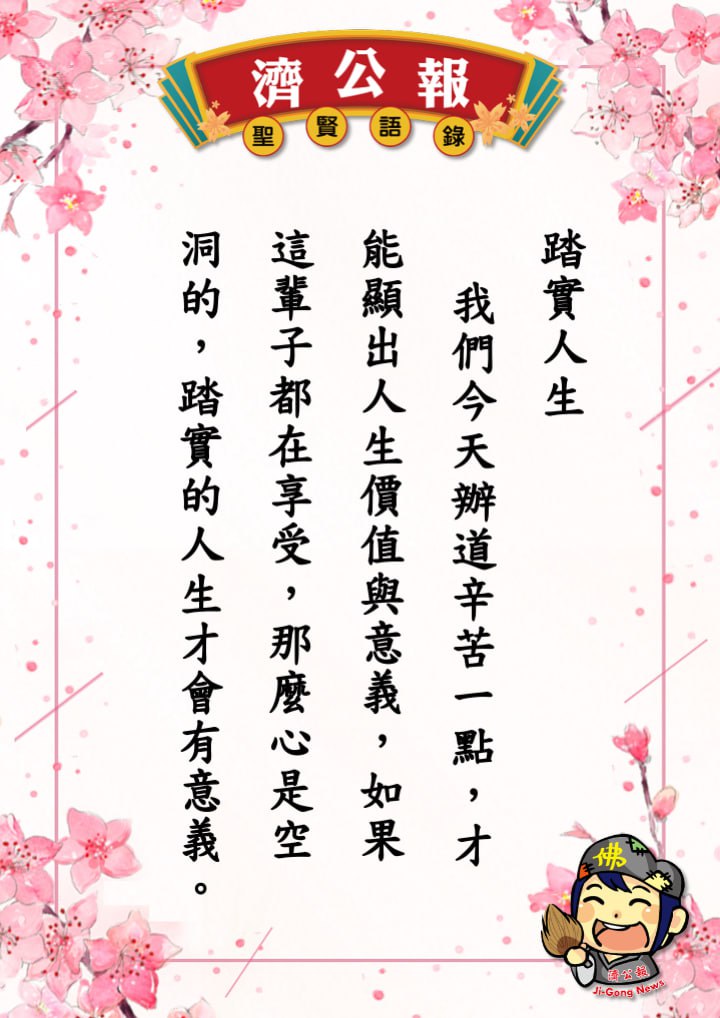 濟公報
聖賢語錄
踏實人生
我們今天辦道辛苦一點，才
能顯出人生價值與意義，如果
這輩子都在享受，那麼心是空
洞的，踏實的人生才會有意義。
佛
濟公報
Ji-Gong News